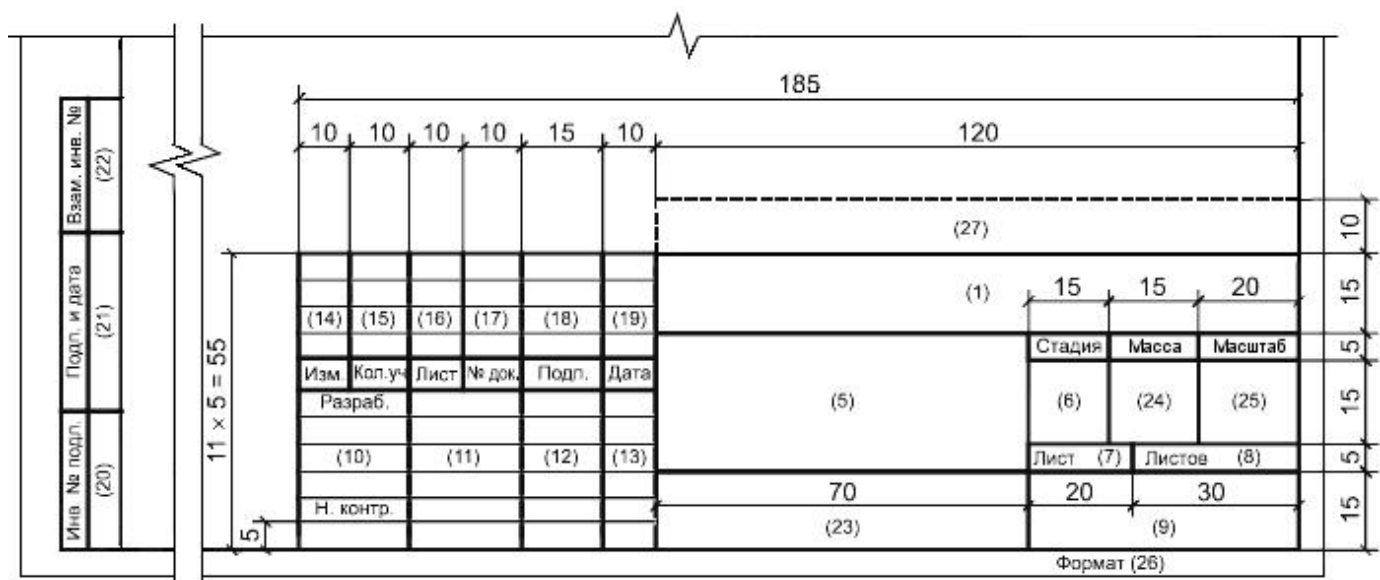 185
10 10 10 10 15 10 120
(27)
10
(1)
15 15 20
15
Взам. инв. №
(22)
Подп. и дата
(21)
Инв. № подл.
(20)
11 × 5 = 55
(14) (15) (16) (17) (18) (19)
Стадия Масса Масштаб
5
Изм. Кол.уч Лист № док. Подп. Дата
Разраб.
(5)
(6) (24) (25)
15
(10) (11) (12) (13)
Лист (7) Листов (8)
5
70 20 30
Н. контр.
5
(23)
(9)
15
Формат (26)